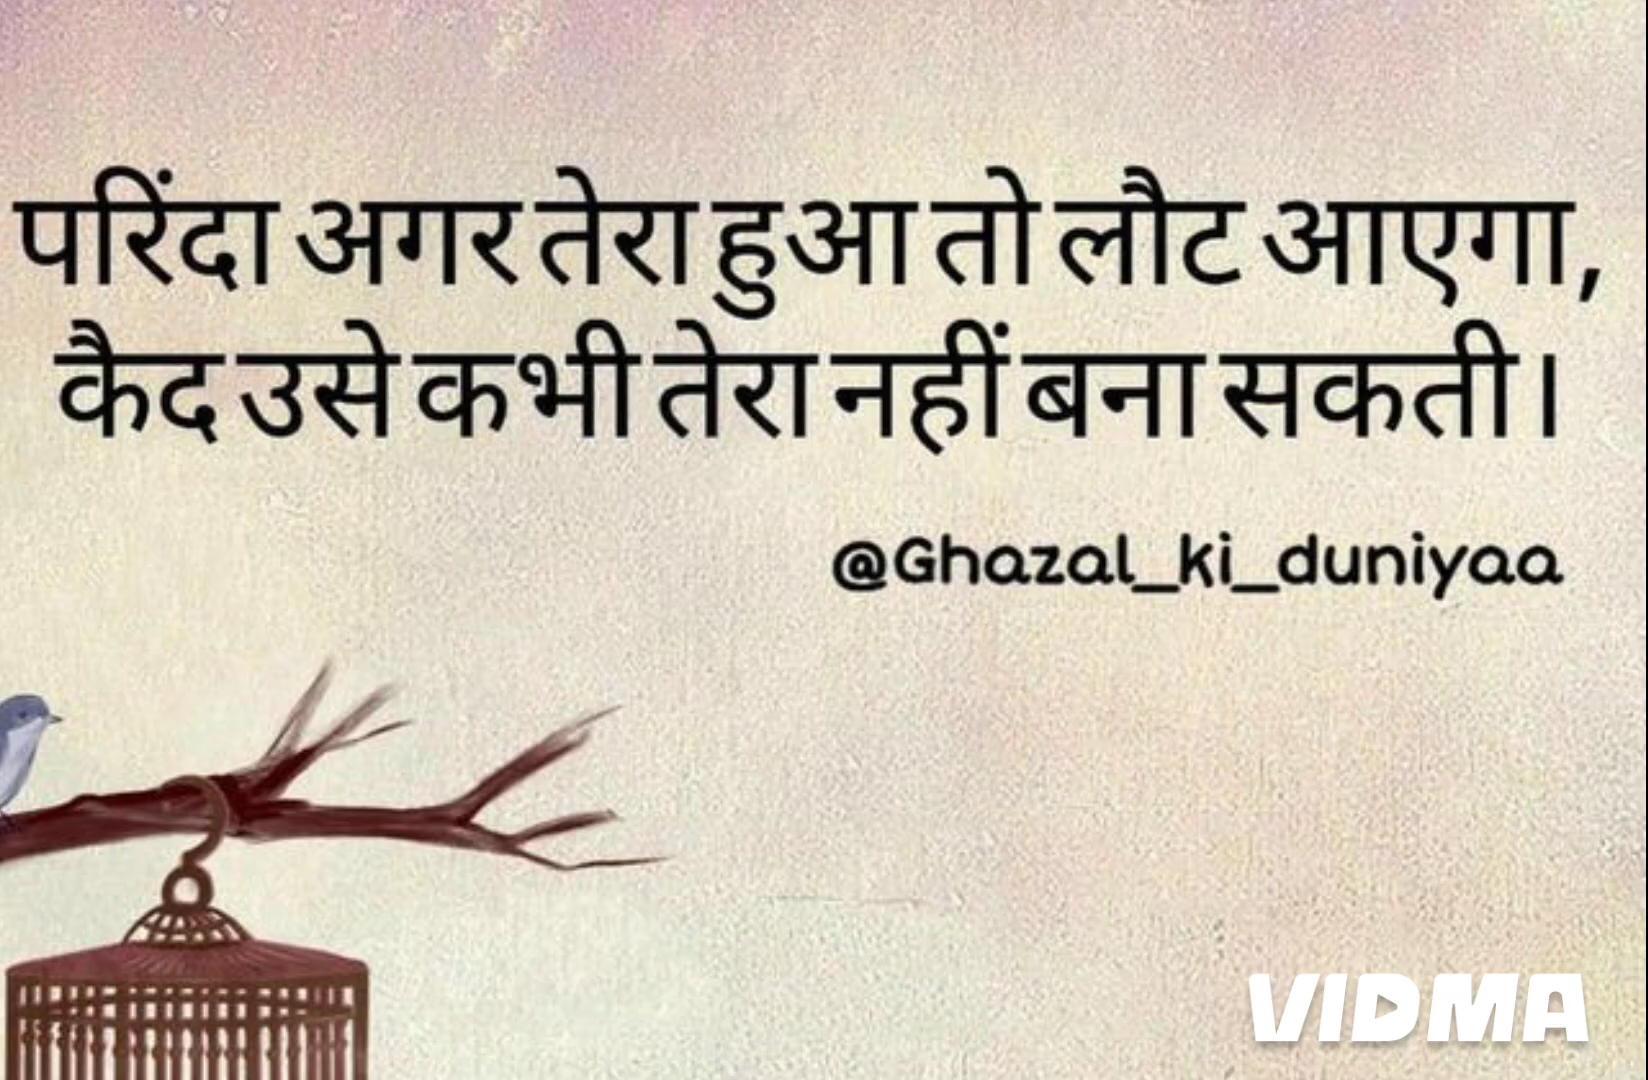 परिंदा अगर तेरा हुआ तो लौट आएगा,
कैद उसे कभी तेरा नहीं बना सकती।
@Ghazal_ki_duniyaa
VIDMA